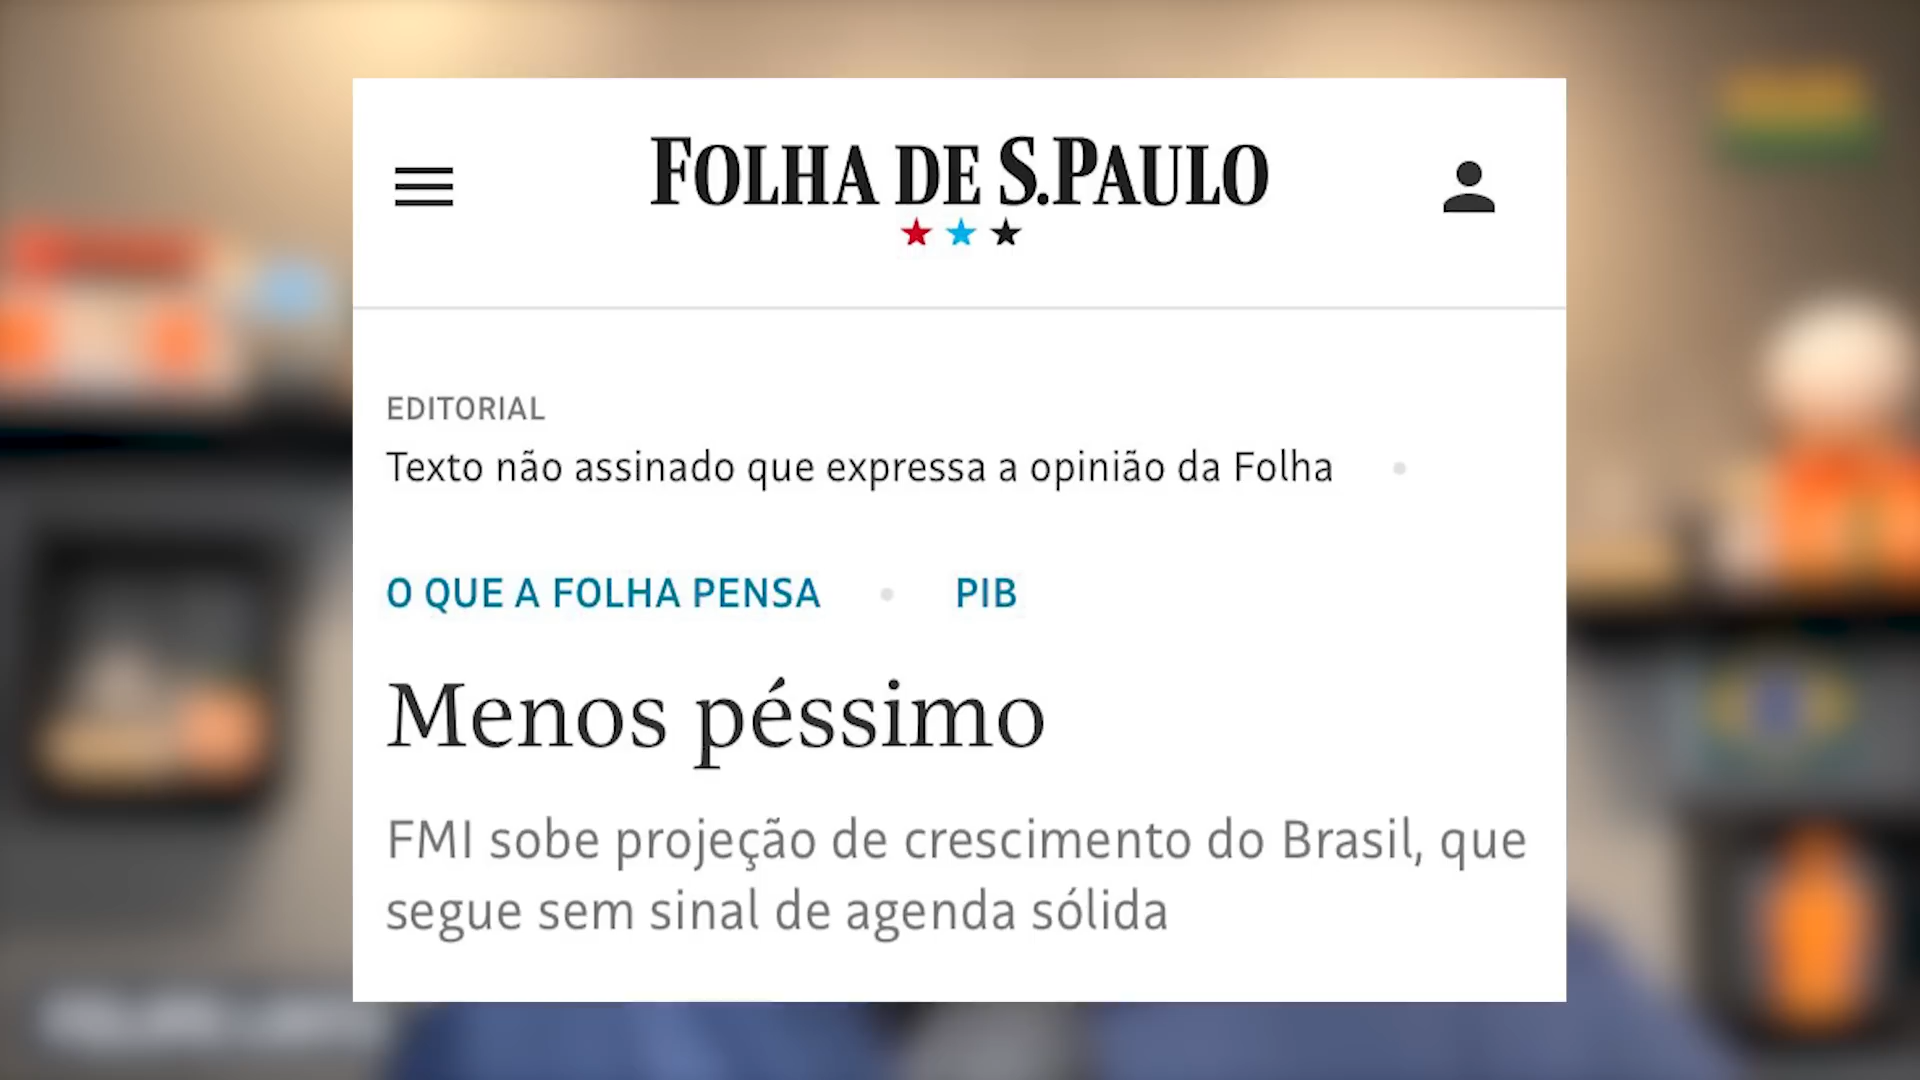 FOLHA DE S.PAULO
EDITORIAL
Texto não assinado que expressa a opinião da Folha
O QUE A FOLHA PENSA • PIB
Menos péssimo
FMI sobe projeção de crescimento do Brasil, que
segue sem sinal de agenda sólida